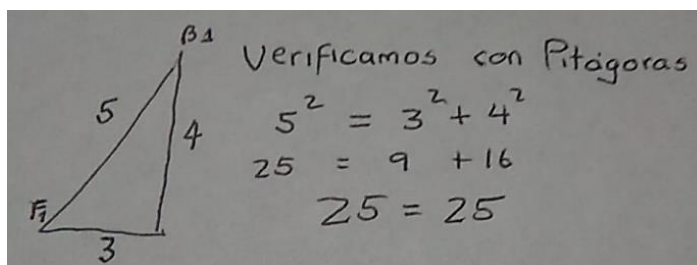 B1
Verificamos con Pitágoras
5
4
5² = 3² + 4²
25 = 9 + 16
F1
3
25 = 25